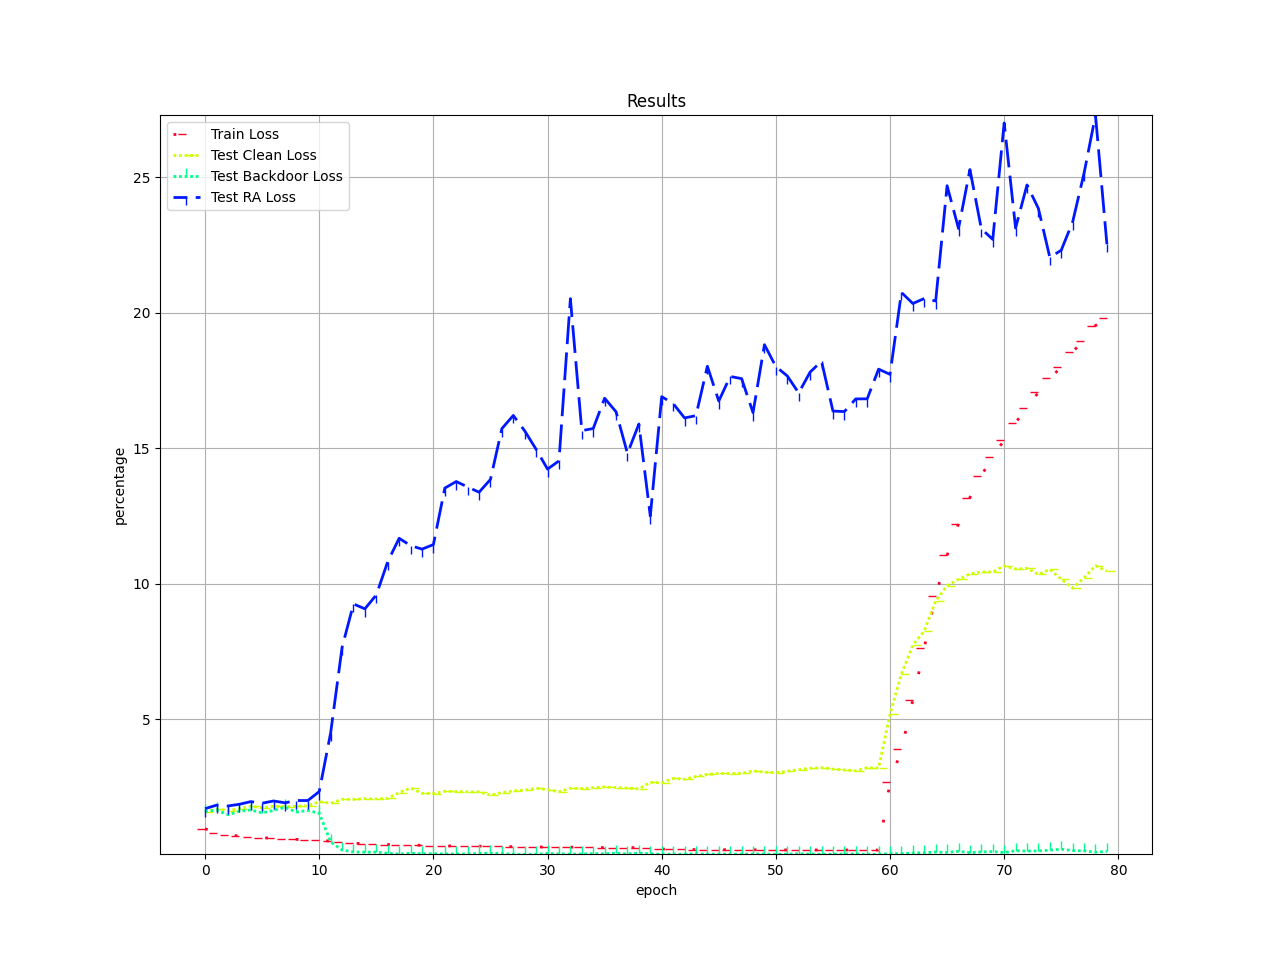 Results
Train Loss
Test Clean Loss
Test Backdoor Loss
Test RA Loss
25
20
15
10
5
percentage
0 10 20 30 40 50 60 70 80
epoch